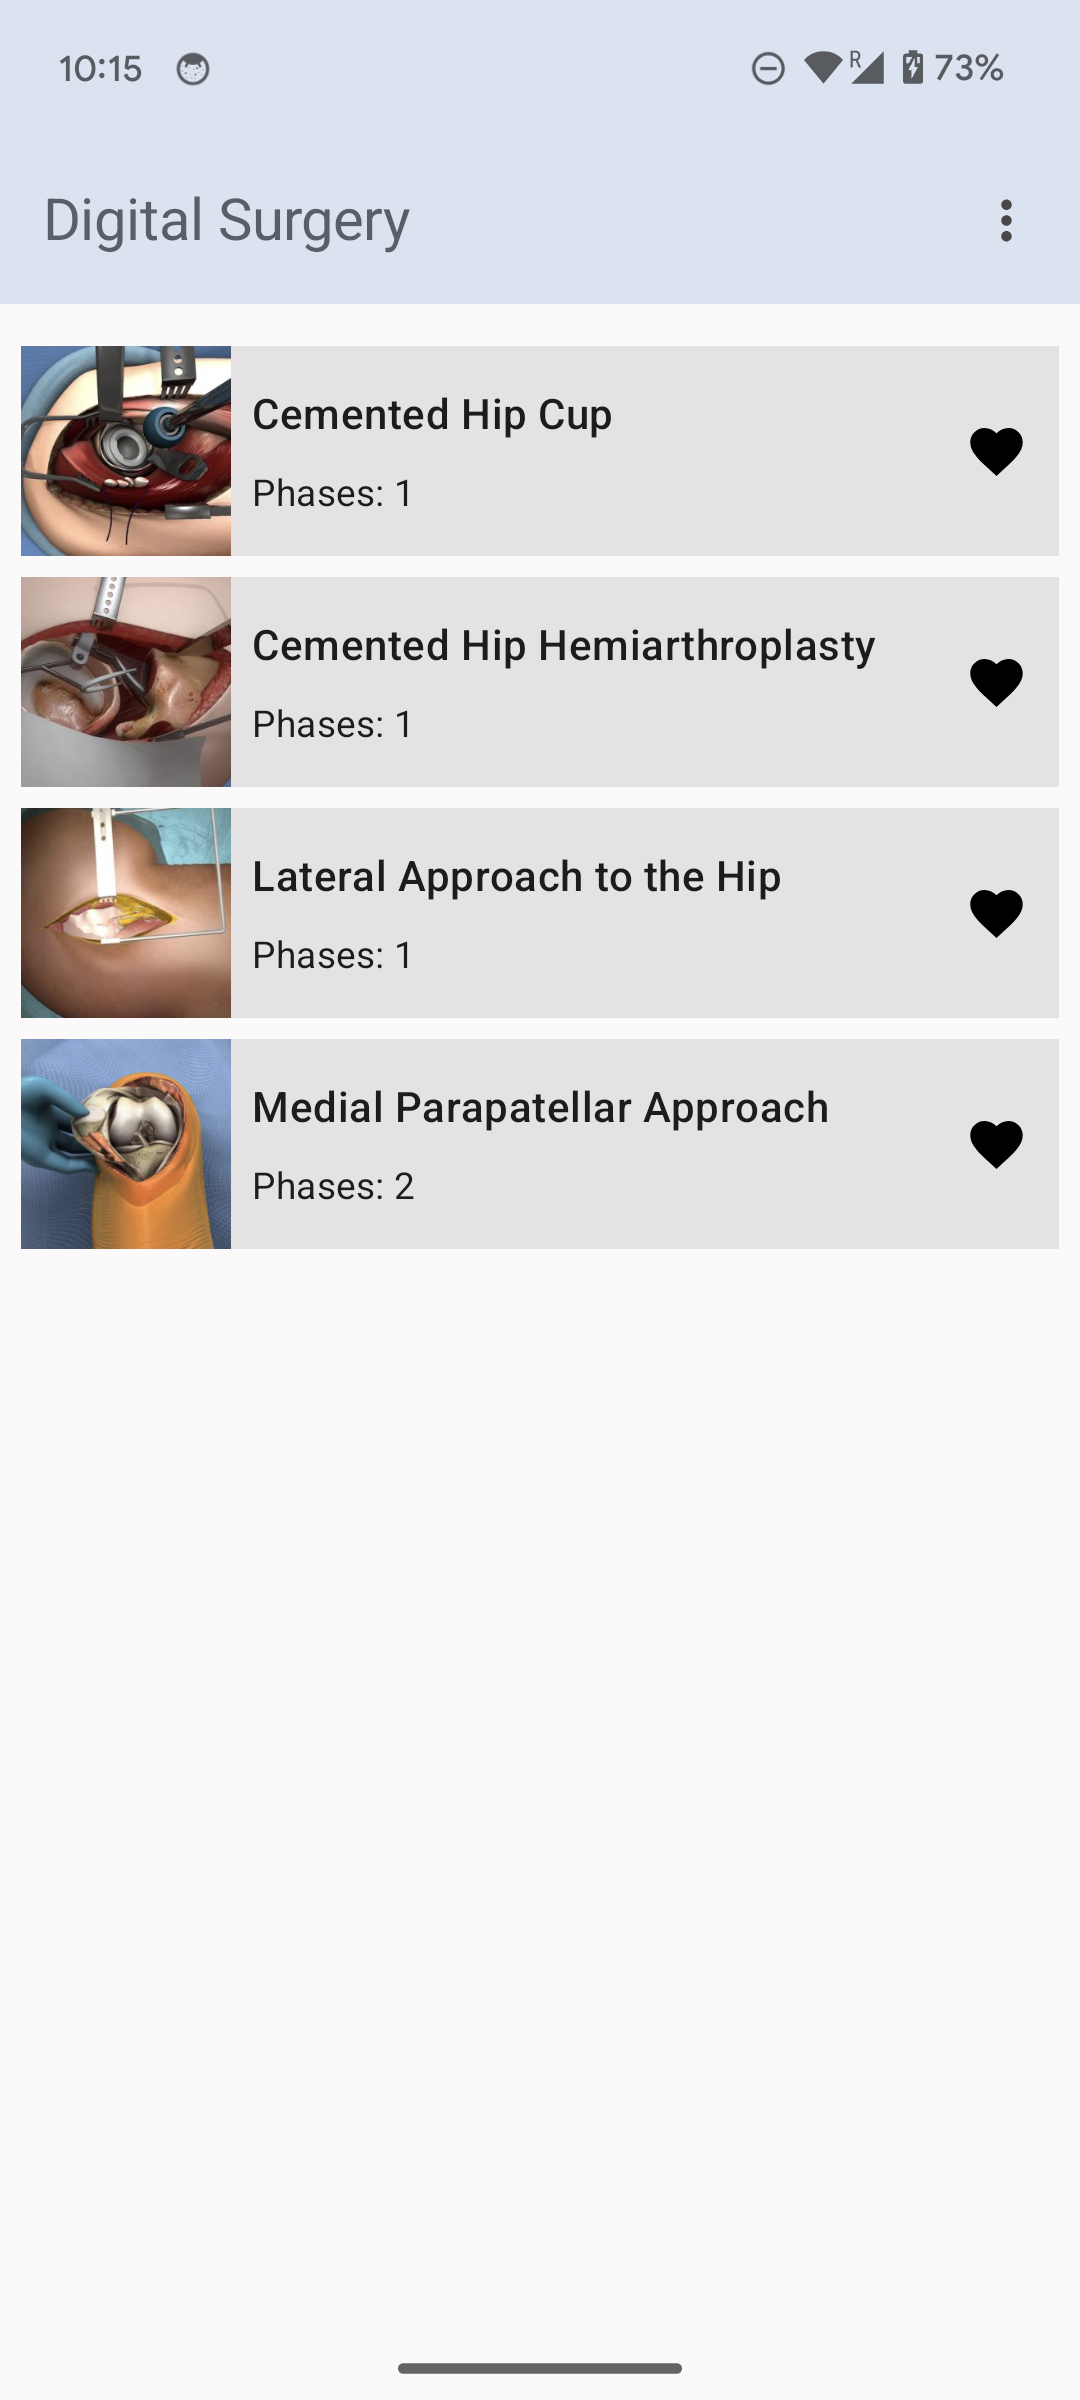 10:15
R
73%
Digital Surgery
Cemented Hip Cup
Phases: 1
Cemented Hip Hemiarthroplasty
Phases: 1
Lateral Approach to the Hip
Phases: 1
Medial Parapatellar Approach
Phases: 2